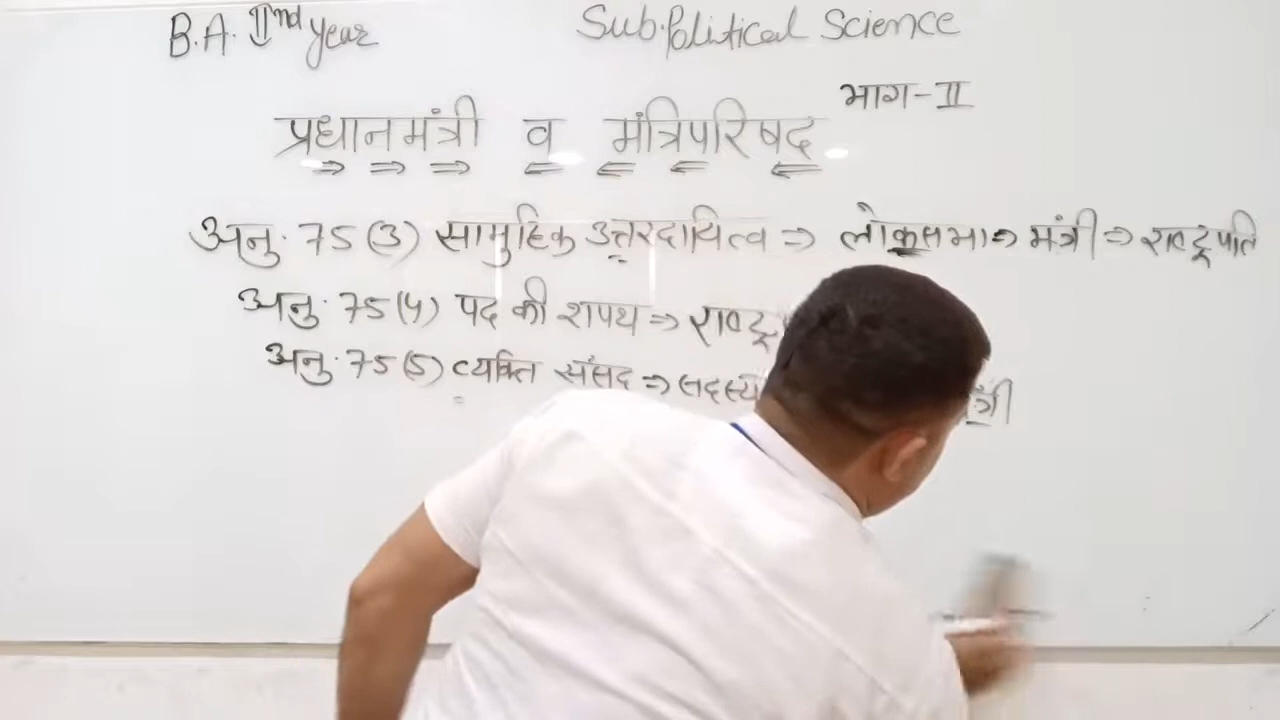 B.A. IInd Year Sub. Political Science
भाग-II
प्रधानमंत्री व मंत्रिपरिषद
अनु. 75 (3) सामुहिक उत्तरदायित्व ⇒ लोकसभा ⇒ मंत्री ⇒ राष्ट्रपति
अनु. 75 (4) पद की शपथ ⇒
अनु. 75 (5) व्यक्ति संसद ⇒